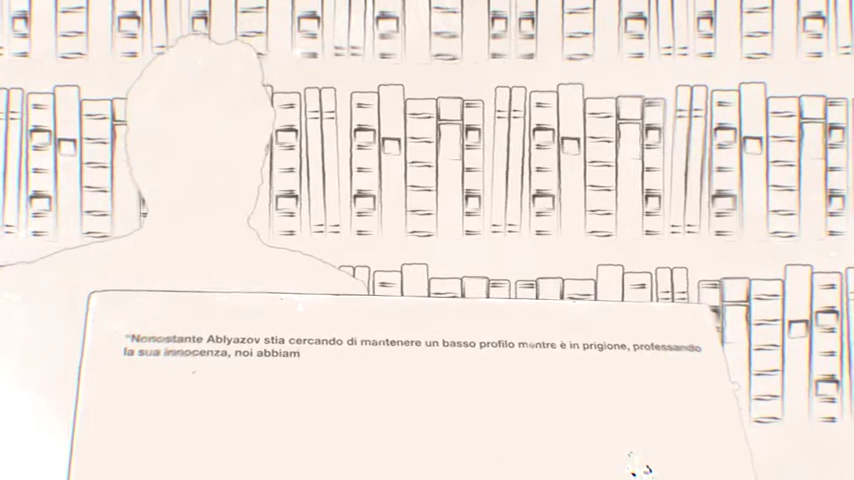 "Nonostante Ablyazov stia cercando di mantenere un basso profilo mentre è in prigione, professando
la sua innocenza, noi abbiam